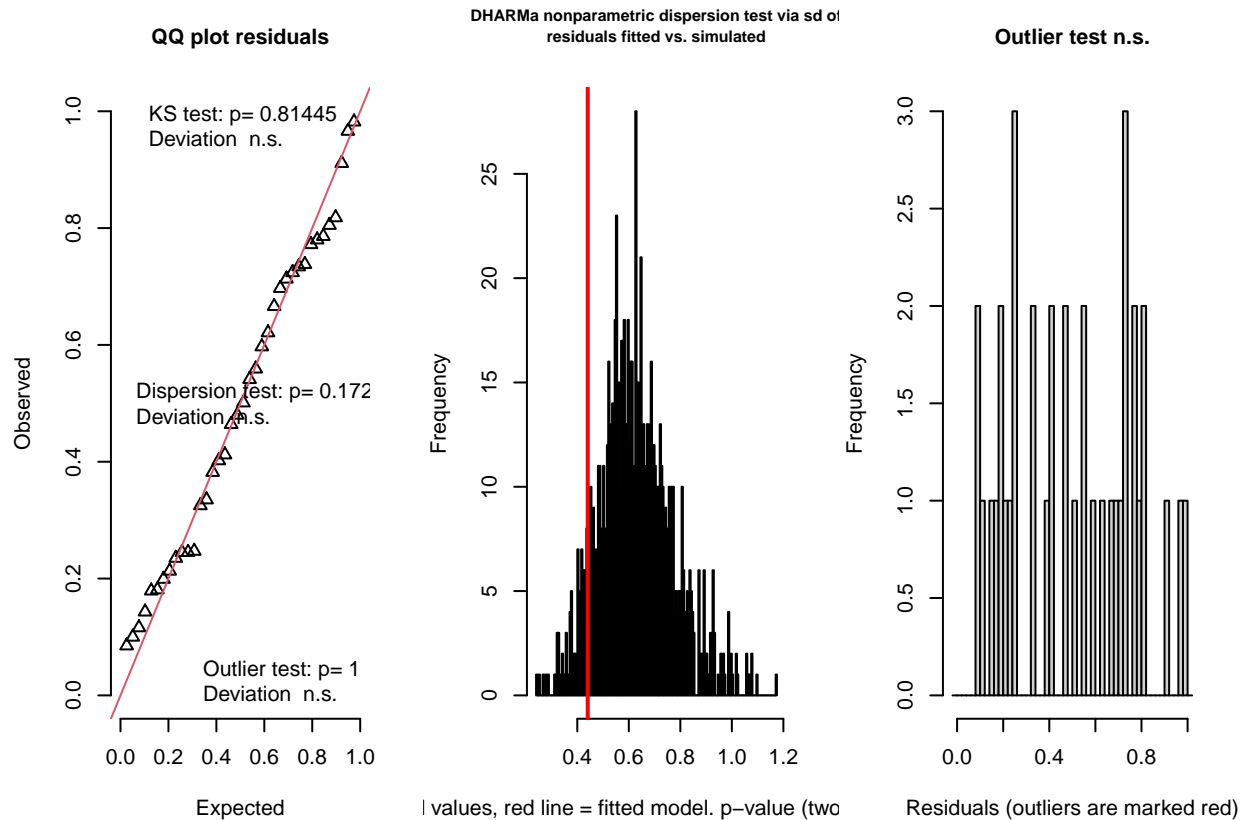 QQ plot residuals
KS test: p= 0.81445
Deviation n.s.
Dispersion test: p= 0.172
Deviation n.s.
Outlier test: p= 1
Deviation n.s.
Observed
0.0
0.2
0.4
0.6
0.8
1.0
0.0 0.2 0.4 0.6 0.8 1.0
Expected
DHARMa nonparametric dispersion test via sd of
residuals fitted vs. simulated
Frequency
0
5
10
15
20
25
0.4 0.6 0.8 1.0 1.2
values, red line = fitted model. p−value (two
Outlier test n.s.
Frequency
0.0
0.5
1.0
1.5
2.0
2.5
3.0
0.0 0.4 0.8
Residuals (outliers are marked red)